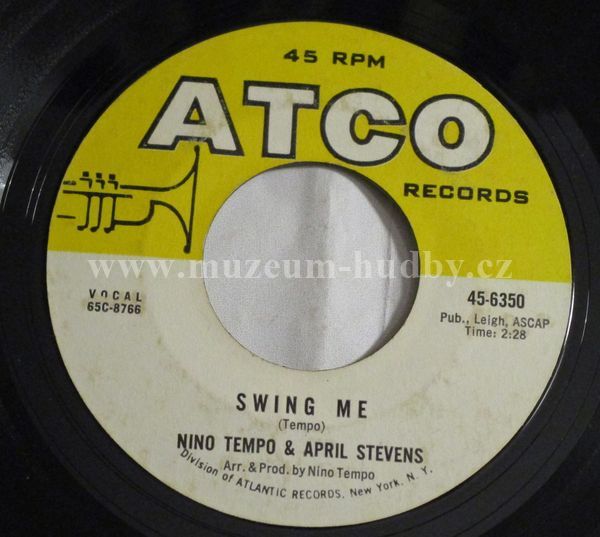 45 RPM
ATCO
RECORDS
www.muzeum-hudby.cz
VOCAL
65C-8766
45-6350
Pub., Leigh, ASCAP
Time: 2:28
SWING ME
(Tempo)
NINO TEMPO & APRIL STEVENS
Arr. & Prod. by Nino Tempo
Division of ATLANTIC RECORDS, New York, N. Y.